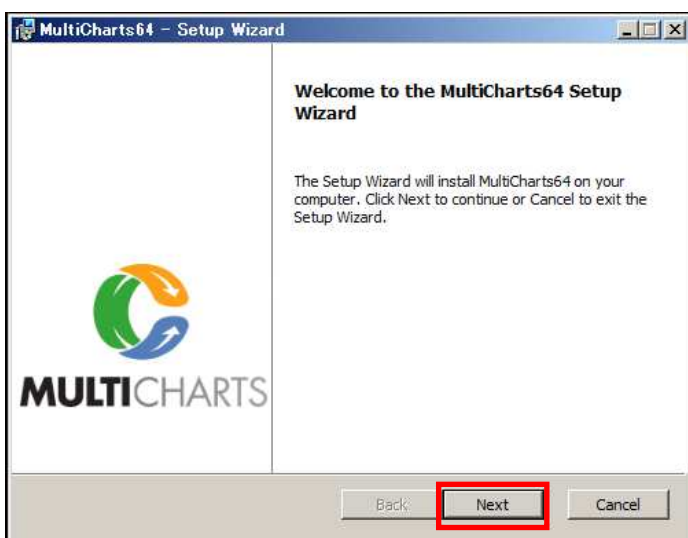 MultiCharts64 - Setup Wizard
Welcome to the MultiCharts64 Setup
Wizard
The Setup Wizard will install MultiCharts64 on your
computer. Click Next to continue or Cancel to exit the
Setup Wizard.
MULTICHARTS
Back Next Cancel